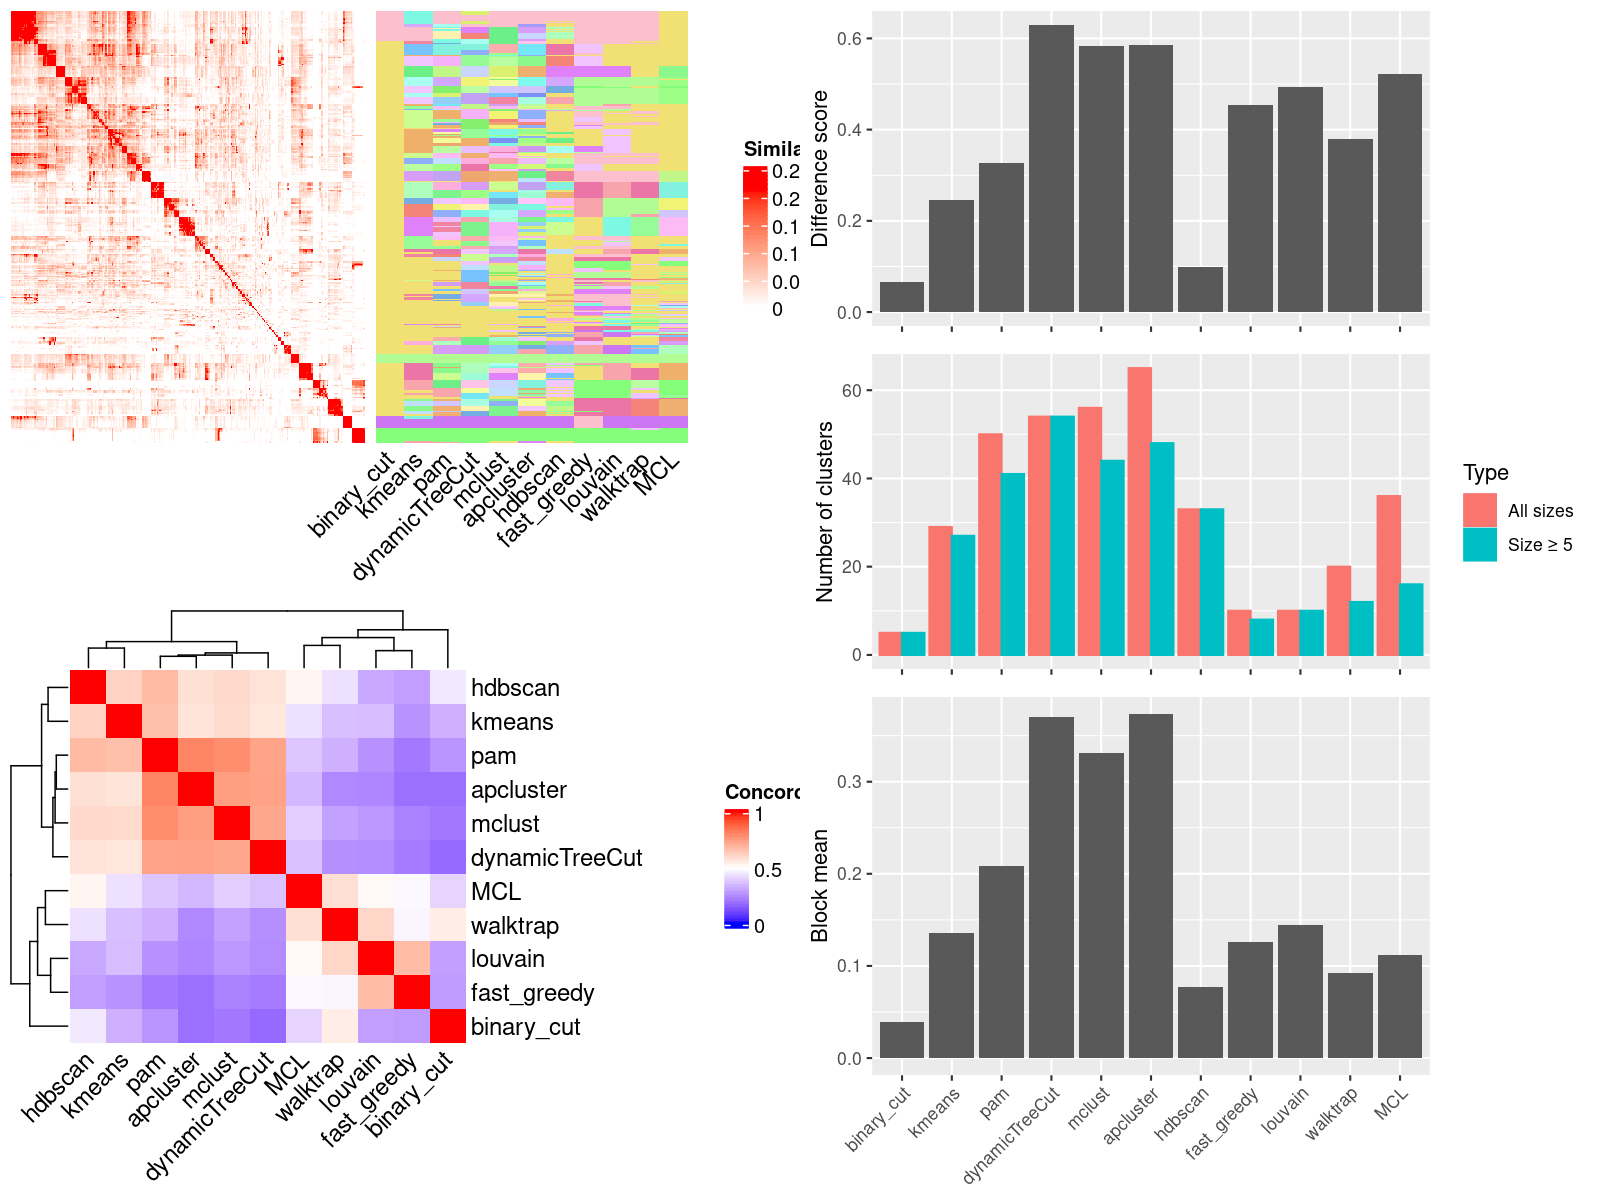 Simila
0.2
0.2
0.1
0.1
0.0
0
binary_cut
kmeans
pam
dynamicTreeCut
mclust
apcluster
hdbscan
fast_greedy
louvain
walktrap
MCL
hdbscan
kmeans
pam
apcluster
mclust
dynamicTreeCut
MCL
walktrap
louvain
fast_greedy
binary_cut
hdbscan
kmeans
pam
apcluster
mclust
dynamicTreeCut
MCL
walktrap
louvain
fast_greedy
binary_cut
Concord
1
0.5
0
Difference score
0.6
0.4
0.2
0.0
Number of clusters
60
40
20
0
Type
All sizes
Size ≥ 5
Block mean
0.3
0.2
0.1
0.0
binary_cut
kmeans
pam
dynamicTreeCut
mclust
apcluster
hdbscan
fast_greedy
louvain
walktrap
MCL